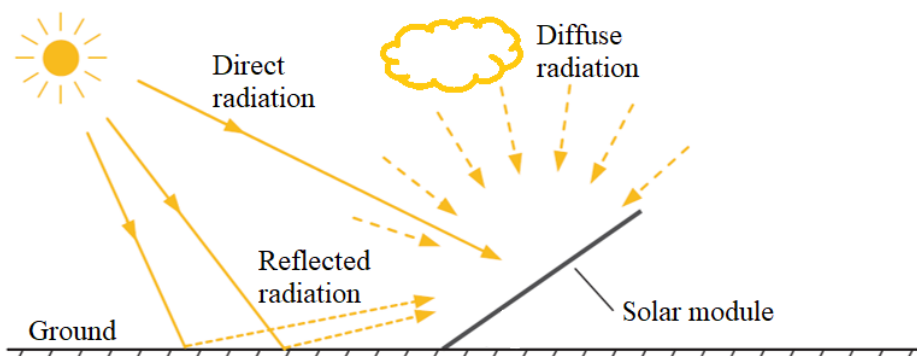 Direct
radiation
Diffuse
radiation
Reflected
radiation
Solar module
Ground